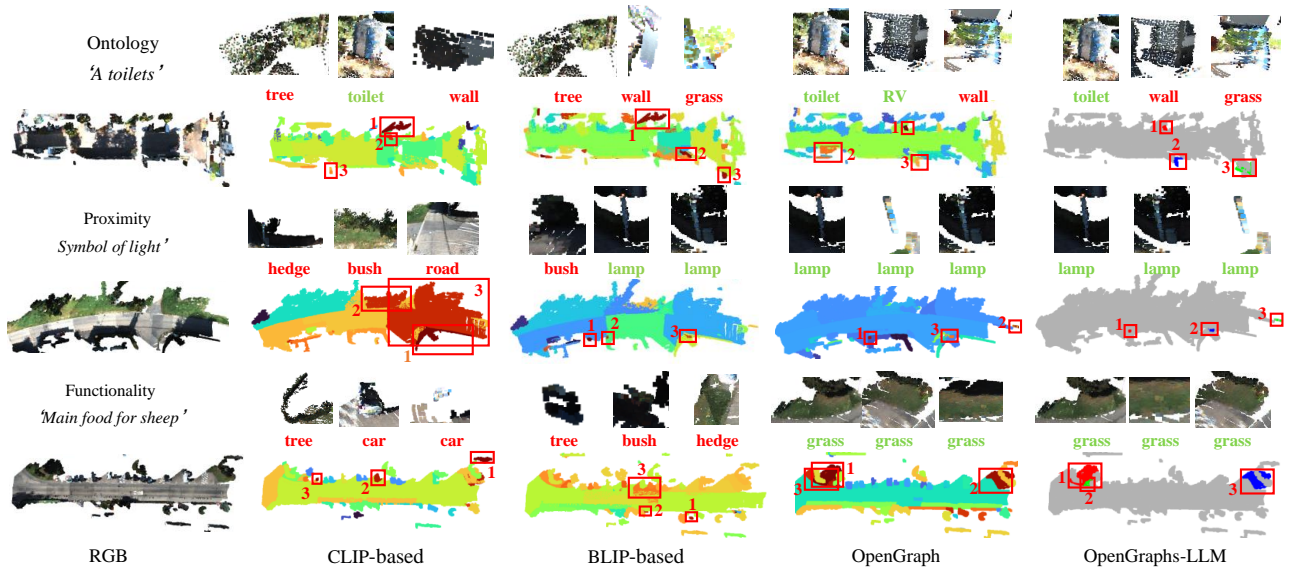 Ontology
'A toilets'
tree toilet wall
tree wall grass
toilet RV wall
toilet wall grass
1
2
3
1
2
3
1
2
3
1
2
3
Proximity
Symbol of light'
hedge bush road
bush lamp lamp
lamp lamp lamp
lamp lamp lamp
3
2
1
1
2
3
1
3
2
1
2
3
Functionality
'Main food for sheep'
tree car car
tree bush hedge
grass grass grass
grass grass grass
1
3
2
3
2
1
1
3
2
1
2
3
RGB CLIP-based BLIP-based OpenGraph OpenGraphs-LLM